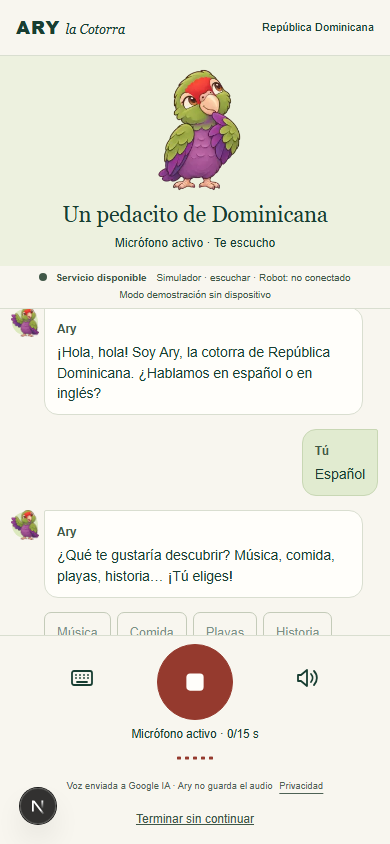 ARY la Cotorra
República Dominicana
Un pedacito de Dominicana
Micrófono activo · Te escucho
Servicio disponible Simulador · escuchar · Robot: no conectado
Modo demostración sin dispositivo
Ary
¡Hola, hola! Soy Ary, la cotorra de República
Dominicana. ¿Hablamos en español o en
inglés?
Tú
Español
Ary
¿Qué te gustaría descubrir? Música, comida,
playas, historia… ¡Tú eliges!
Música Comida Playas Historia
Micrófono activo · 0/15 s
Voz enviada a Google IA · Ary no guarda el audio Privacidad
N
Terminar sin continuar